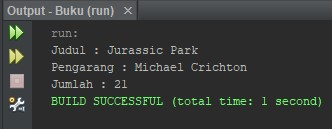 Output - Buku (run)
run:
Judul : Jurassic Park
Pengarang : Michael Crichton
Jumlah : 21
BUILD SUCCESSFUL (total time: 1 second)